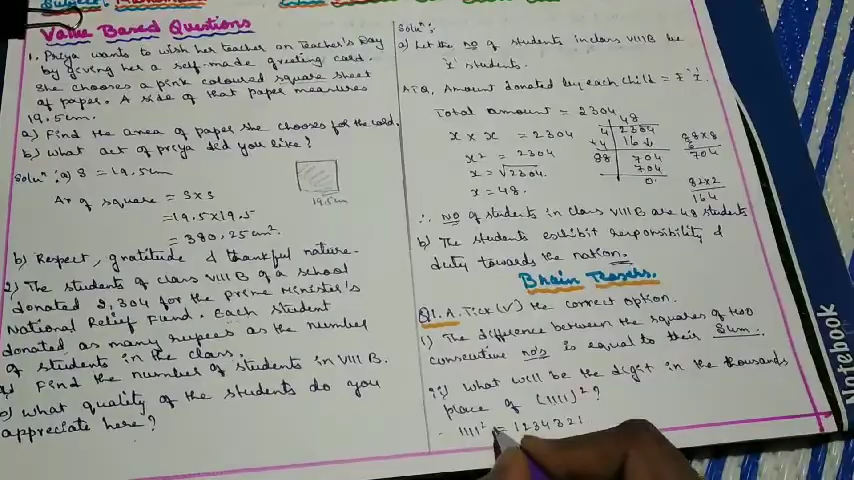 Value Based Questions
1. Priya wants to wish her teacher on Teacher's Day
by giving her a self-made greeting card.
She chooses a pink coloured square sheet
of paper. A side of that paper measures
19.5cm.
a) Find the area of paper she chooses for the card.
b) What act of priya did you like?
Soluⁿ: a) S = 19.5cm
19.5cm
Ar of square = S×S
=19.5×19.5
= 380.25cm².
b) Respect, gratitude & thankful nature-
2) The students of class VIII B of a school
donated 2,304 for the Prime Minister's
National Relief Fund. Each student
donated as many rupees as the number
of students in the class.
a) Find the number of students in VIII B.
b) What quality of the students do you
appreciate here?
Soluⁿ:
a) Let the no of students in class VIII B be
'x' students.
ATQ, Amount donated by each child = ₹ 'x'.
Total amount = 2304
x × x = 2304
x² = 2304
x = √2304.
x = 48.
48
4 2304
+4 16↓
88 704
704
0
88×8
704
82×2
164
∴ no of students in class VIII B are 48 students
b) The students exhibit responsibility &
duty towards the nation.
Brain Teasers.
Q1. A. Tick (√) the correct option.
i) The difference between the squares of two
consecutive no's is equal to their Sum.
ii) What will be the digit in the thousands
place of (1111)²?
1111² = 1234321
Notebook